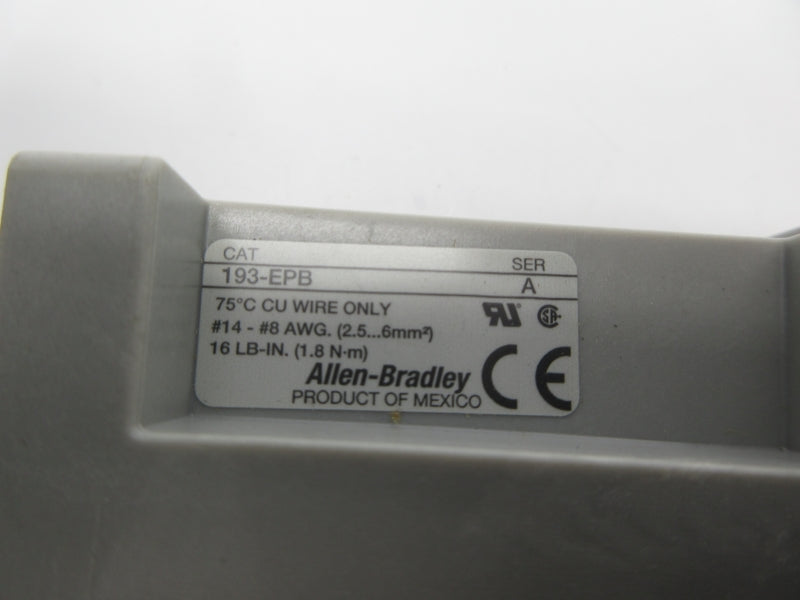 CAT SER
193-EPB A
75°C CU WIRE ONLY
#14 - #8 AWG. (2.5...6mm²)
16 LB-IN. (1.8 N·m)
Allen-Bradley
PRODUCT OF MEXICO
CE